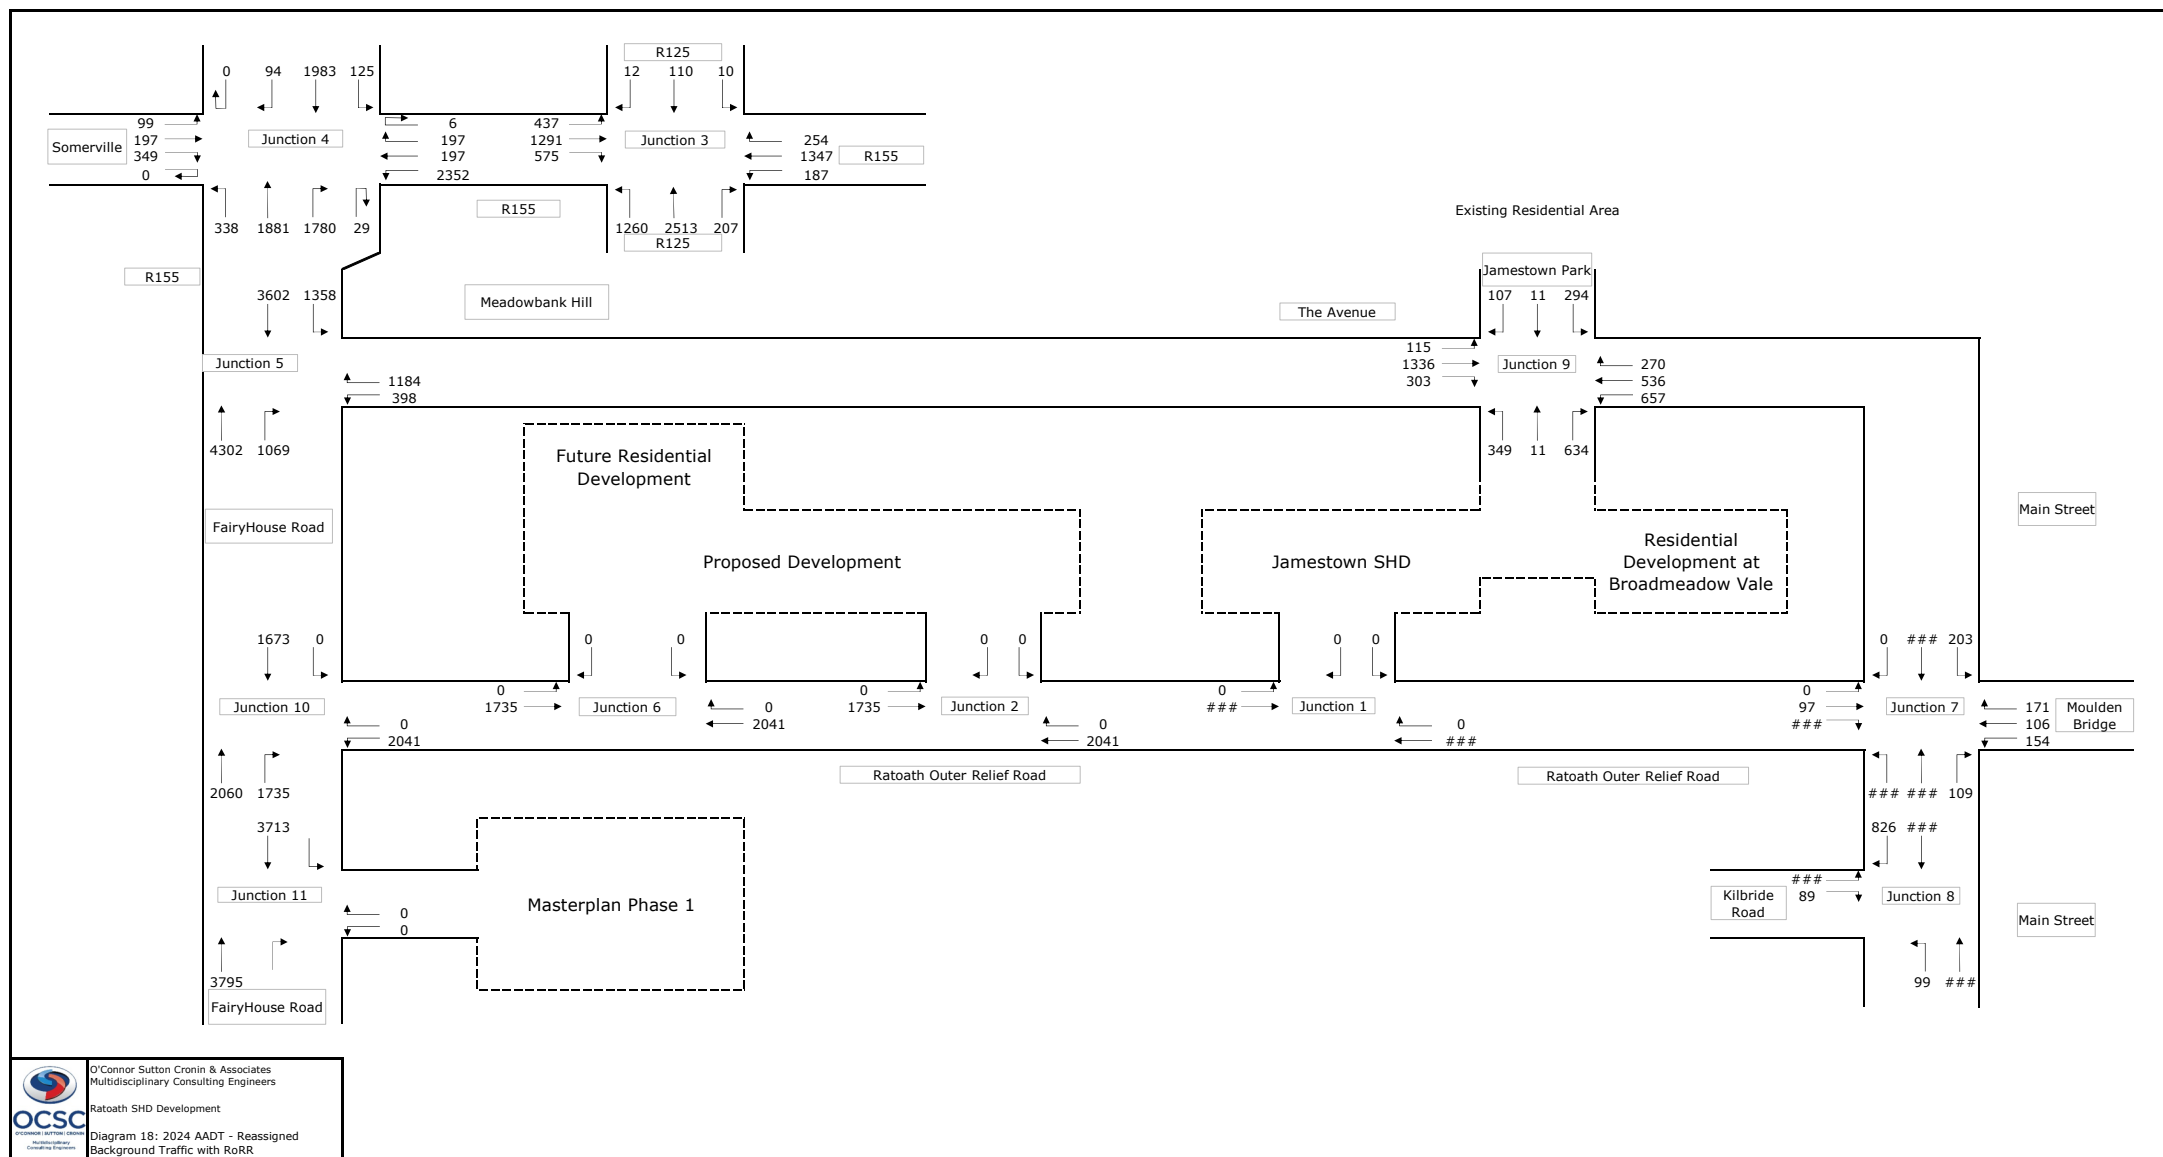 R125
0 94 1983 125
12 110 10
99
197
349
0
Somerville
Junction 4
6
197
197
2352
437
1291
575
Junction 3
254
1347
187
R155
338 1881 1780 29
R155
1260 2513 207
R125
Existing Residential Area
R155
Jamestown Park
3602 1358
Meadowbank Hill
107 11 294
The Avenue
Junction 5
115
1336
303
Junction 9
270
536
657
1184
398
4302 1069
349 11 634
Future Residential
Development
FairyHouse Road
Main Street
Proposed Development
Jamestown SHD
Residential
Development at
Broadmeadow Vale
1673 0
0 0
0 0
0 0
0 ### 203
Junction 10
0
2041
0
1735
Junction 6
0
2041
0
1735
Junction 2
0
2041
0
###
Junction 1
0
###
0
97
###
Junction 7
171
106
154
Moulden
Bridge
Ratoath Outer Relief Road
Ratoath Outer Relief Road
2060 1735
### ### 109
3713
826 ###
Junction 11
0
0
Masterplan Phase 1
Kilbride
Road
###
89
Junction 8
Main Street
3795
99 ###
FairyHouse Road
O'Connor Sutton Cronin & Associates
Multidisciplinary Consulting Engineers
Ratoath SHD Development
Diagram 18: 2024 AADT - Reassigned
Background Traffic with RoRR
OCSC
O'CONNOR | SUTTON | CRONIN
Multidisciplinary
Consulting Engineers